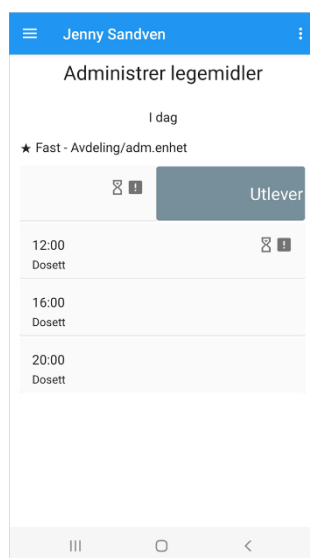 Jenny Sandven
Administrer legemidler
I dag
★ Fast - Avdeling/adm.enhet
Utlever
12:00
Dosett
16:00
Dosett
20:00
Dosett